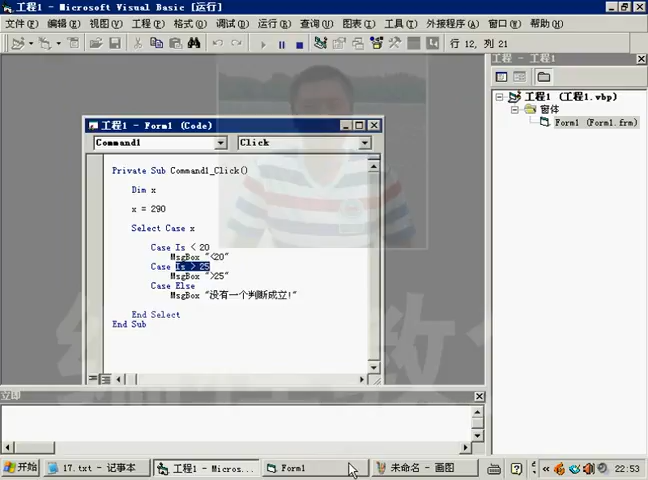 工程1 - Microsoft Visual Basic [运行]
文件(F) 编辑(E) 视图(V) 工程(P) 格式(O) 调试(D) 运行(R) 查询(U) 图表(I) 工具(T) 外接程序(A) 窗口(W) 帮助(H)
行 12, 列 21
工程 - 工程1
工程1 (工程1.vbp)
窗体
Form1 (Form1.frm)
工程1 - Form1 (Code)
Command1 Click
Private Sub Command1_Click()
Dim x
x = 290
Select Case x
Case Is < 20
MsgBox "<20"
Case Is > 25
MsgBox ">25"
Case Else
MsgBox "没有一个判断成立!"
End Select
End Sub
编程教
立即
开始 17.txt - 记事本 工程1 - Micros... Form1 未命名 - 画图 22:53